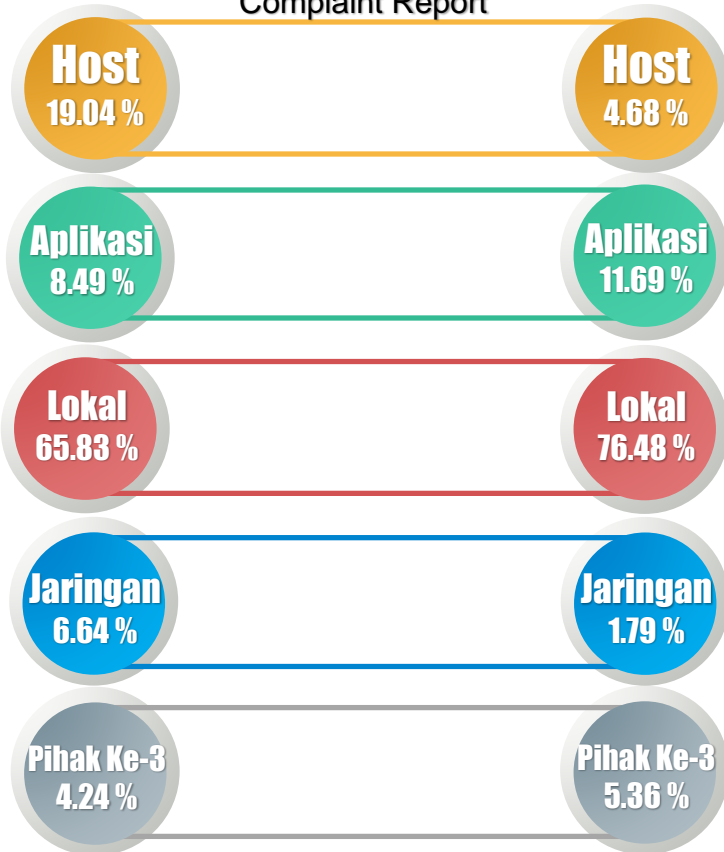 Complaint Report
Host
19.04 %
Host
4.68 %
Aplikasi
8.49 %
Aplikasi
11.69 %
Lokal
65.83 %
Lokal
76.48 %
Jaringan
6.64 %
Jaringan
1.79 %
Pihak Ke-3
4.24 %
Pihak Ke-3
5.36 %